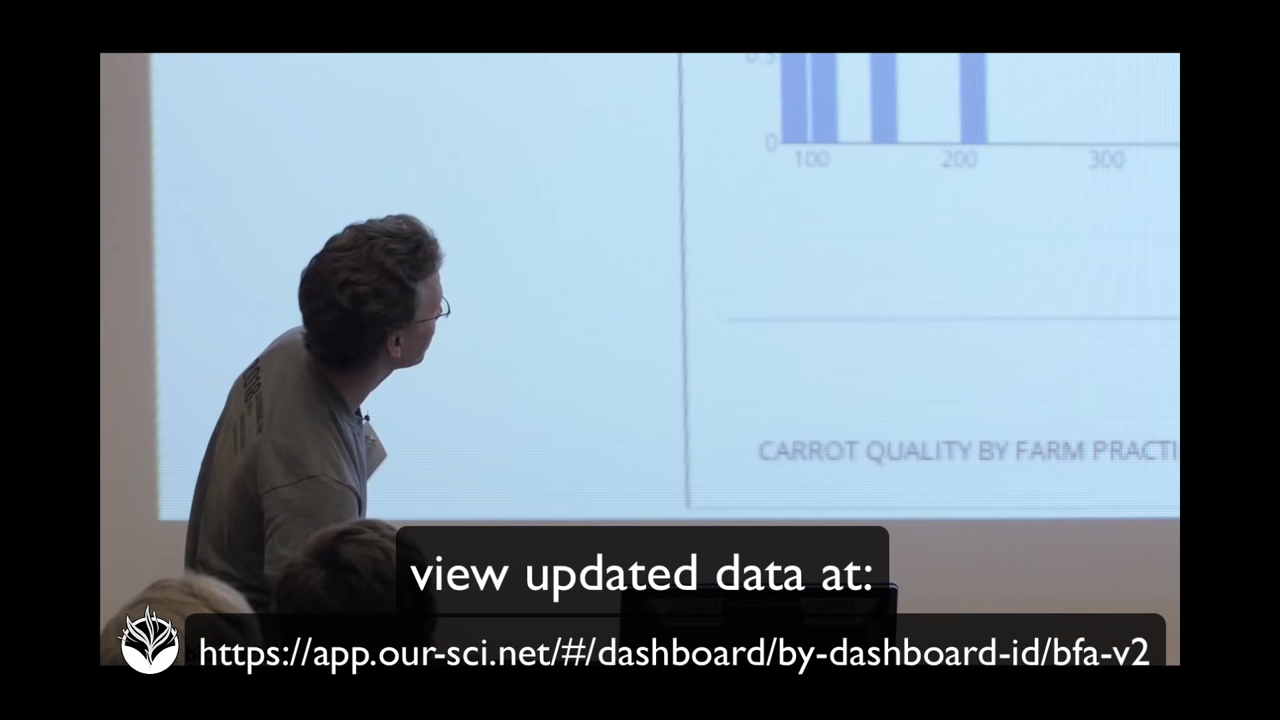 0.5
0
100 200 300
CARROT QUALITY BY FARM PRACTI
2018
view updated data at:
https://app.our-sci.net/#/dashboard/by-dashboard-id/bfa-v2